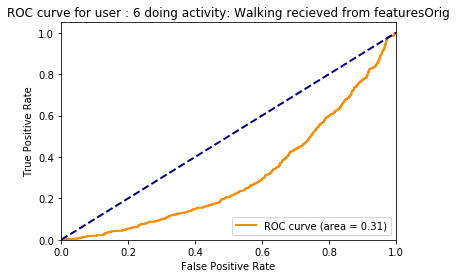 ROC curve for user : 6 doing activity: Walking recieved from featuresOrig
1.0
0.8
0.6
0.4
0.2
0.0
True Positive Rate
ROC curve (area = 0.31)
0.0 0.2 0.4 0.6 0.8 1.0
False Positive Rate